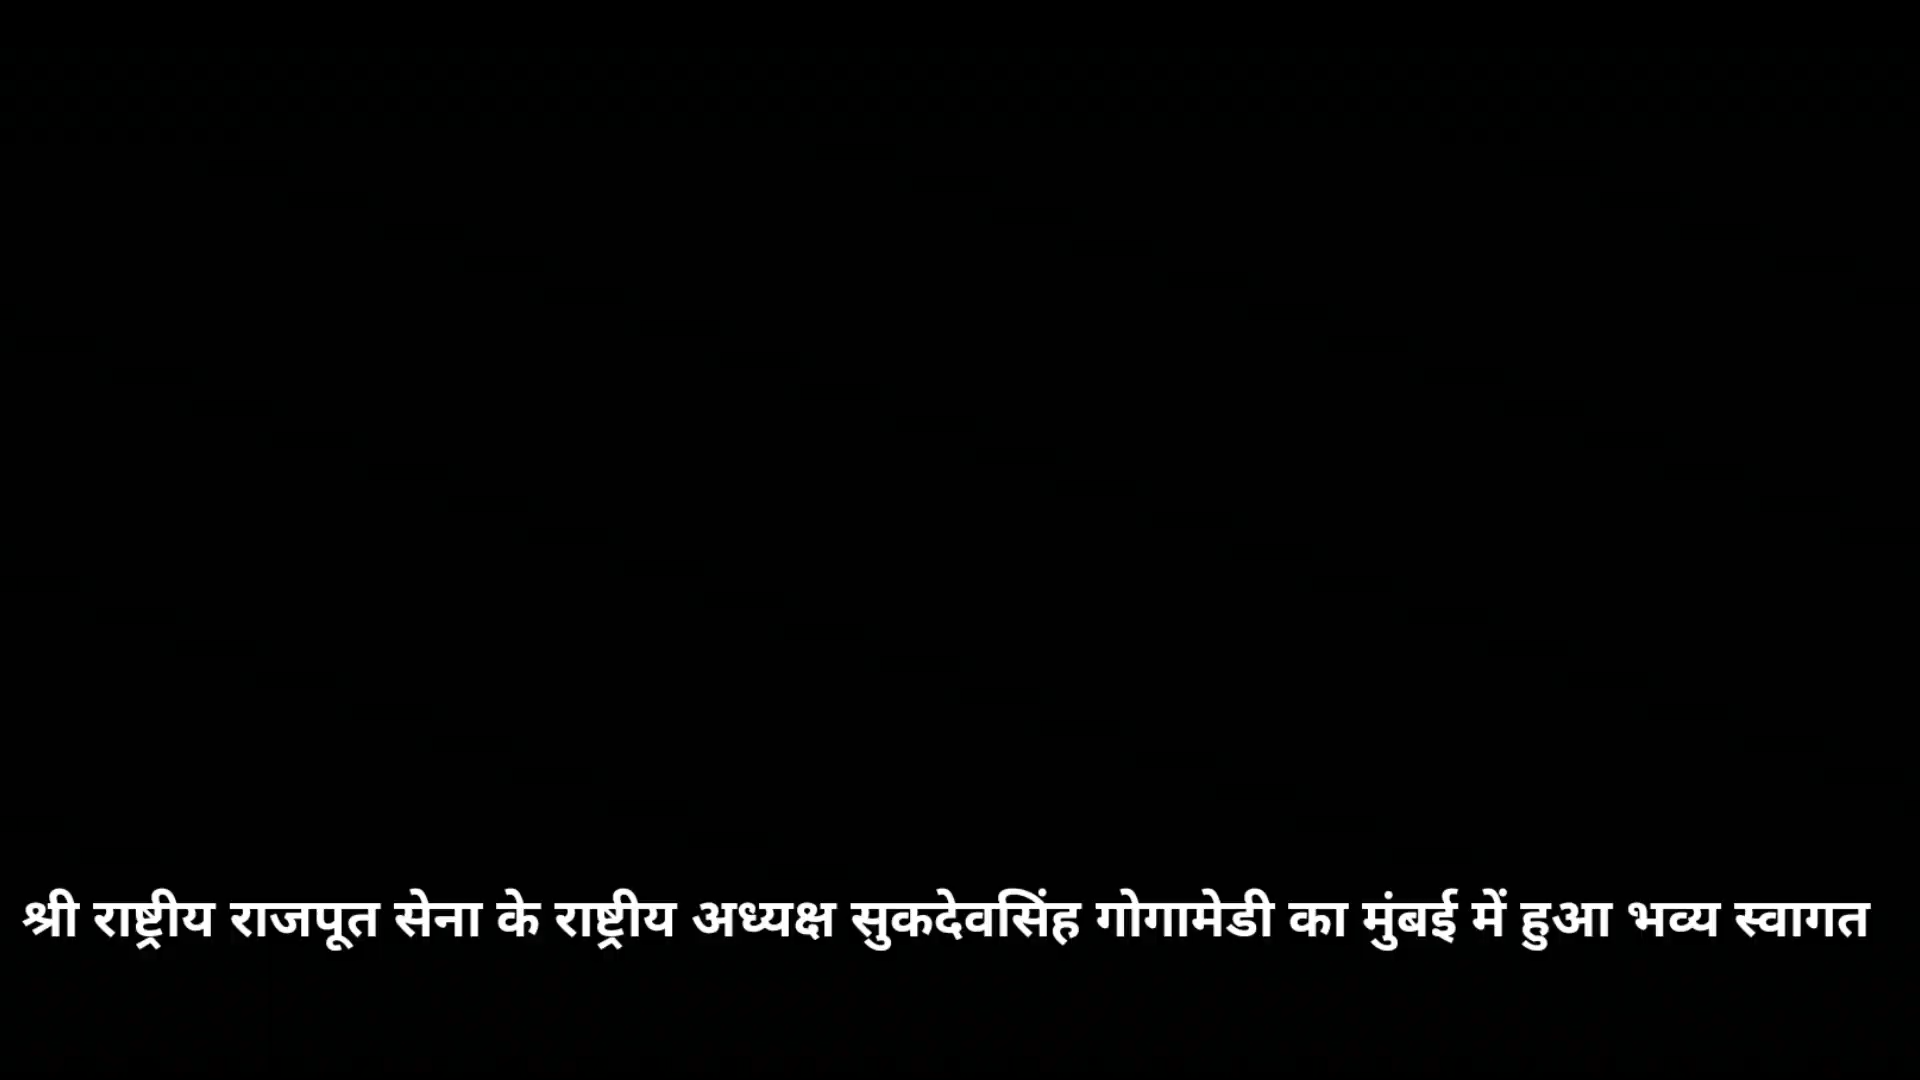 श्री राष्ट्रीय राजपूत सेना के राष्ट्रीय अध्यक्ष सुकदेवसिंह गोगामेडी का मुंबई में हुआ भव्य स्वागत